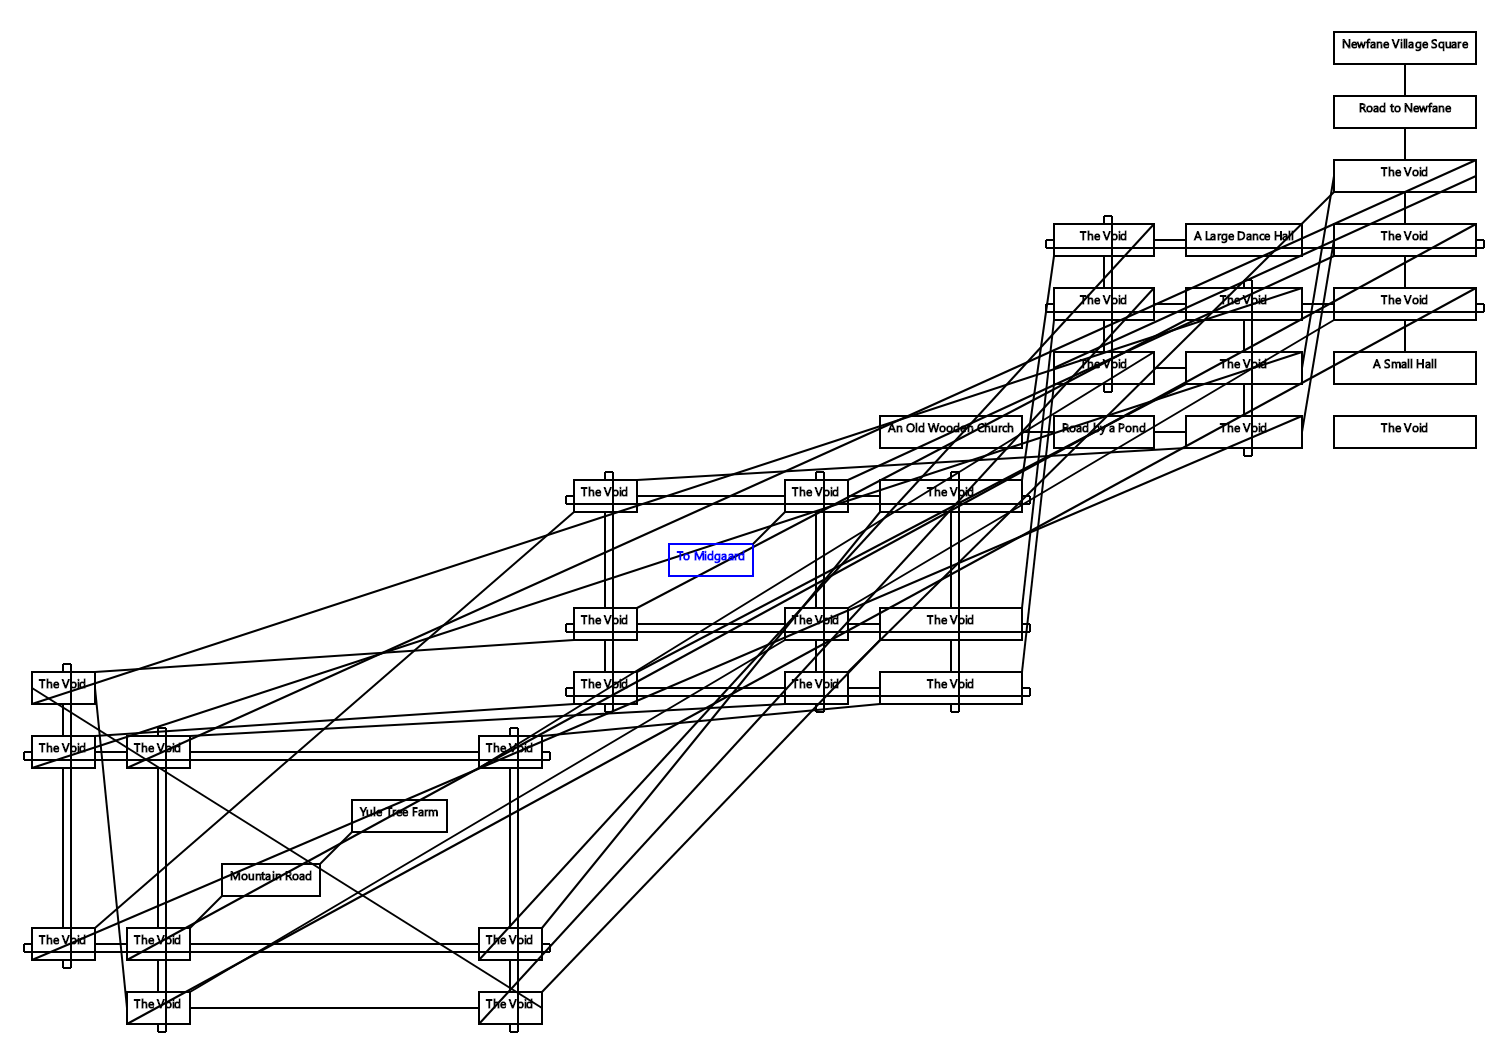 Newfane Village Square
Road to Newfane
The Void
The Void
A Large Dance Hall
The Void
The Void
The Void
The Void
The Void
The Void
A Small Hall
An Old Wooden Church
Road by a Pond
The Void
The Void
The Void
The Void
The Void
To Midgaard
The Void
The Void
The Void
The Void
The Void
The Void
The Void
The Void
The Void
The Void
Yule Tree Farm
Mountain Road
The Void
The Void
The Void
The Void
The Void